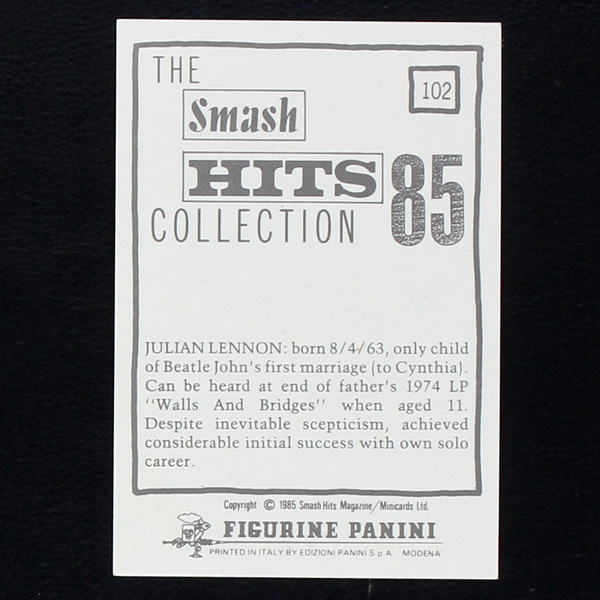 THE
102
Smash
HITS 85
COLLECTION
JULIAN LENNON: born 8/4/63, only child
of Beatle John's first marriage (to Cynthia).
Can be heard at end of father's 1974 LP
"Walls And Bridges" when aged 11.
Despite inevitable scepticism, achieved
considerable initial success with own solo
career.
Copyright © 1985 Smash Hits Magazine/Minicards Ltd.
FIGURINE PANINI
PRINTED IN ITALY BY EDIZIONI PANINI S.p.A. MODENA